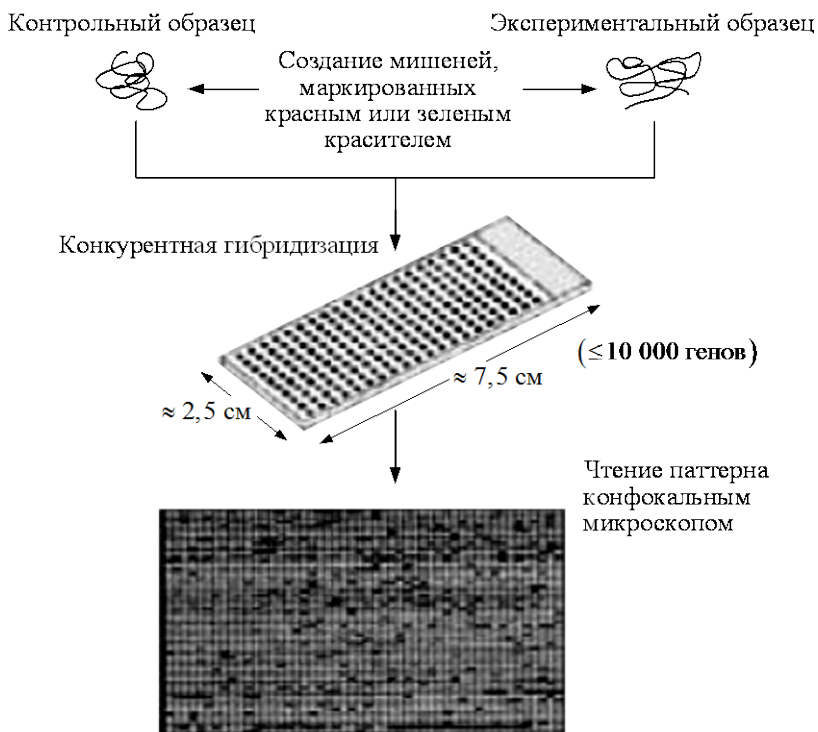 Контрольный образец
Экспериментальный образец
Создание мишеней,
маркированных
красным или зеленым
красителем
Конкурентная гибридизация
(≤10 000 генов)
≈ 7,5 см
≈ 2,5 см
Чтение паттерна
конфокальным
микроскопом